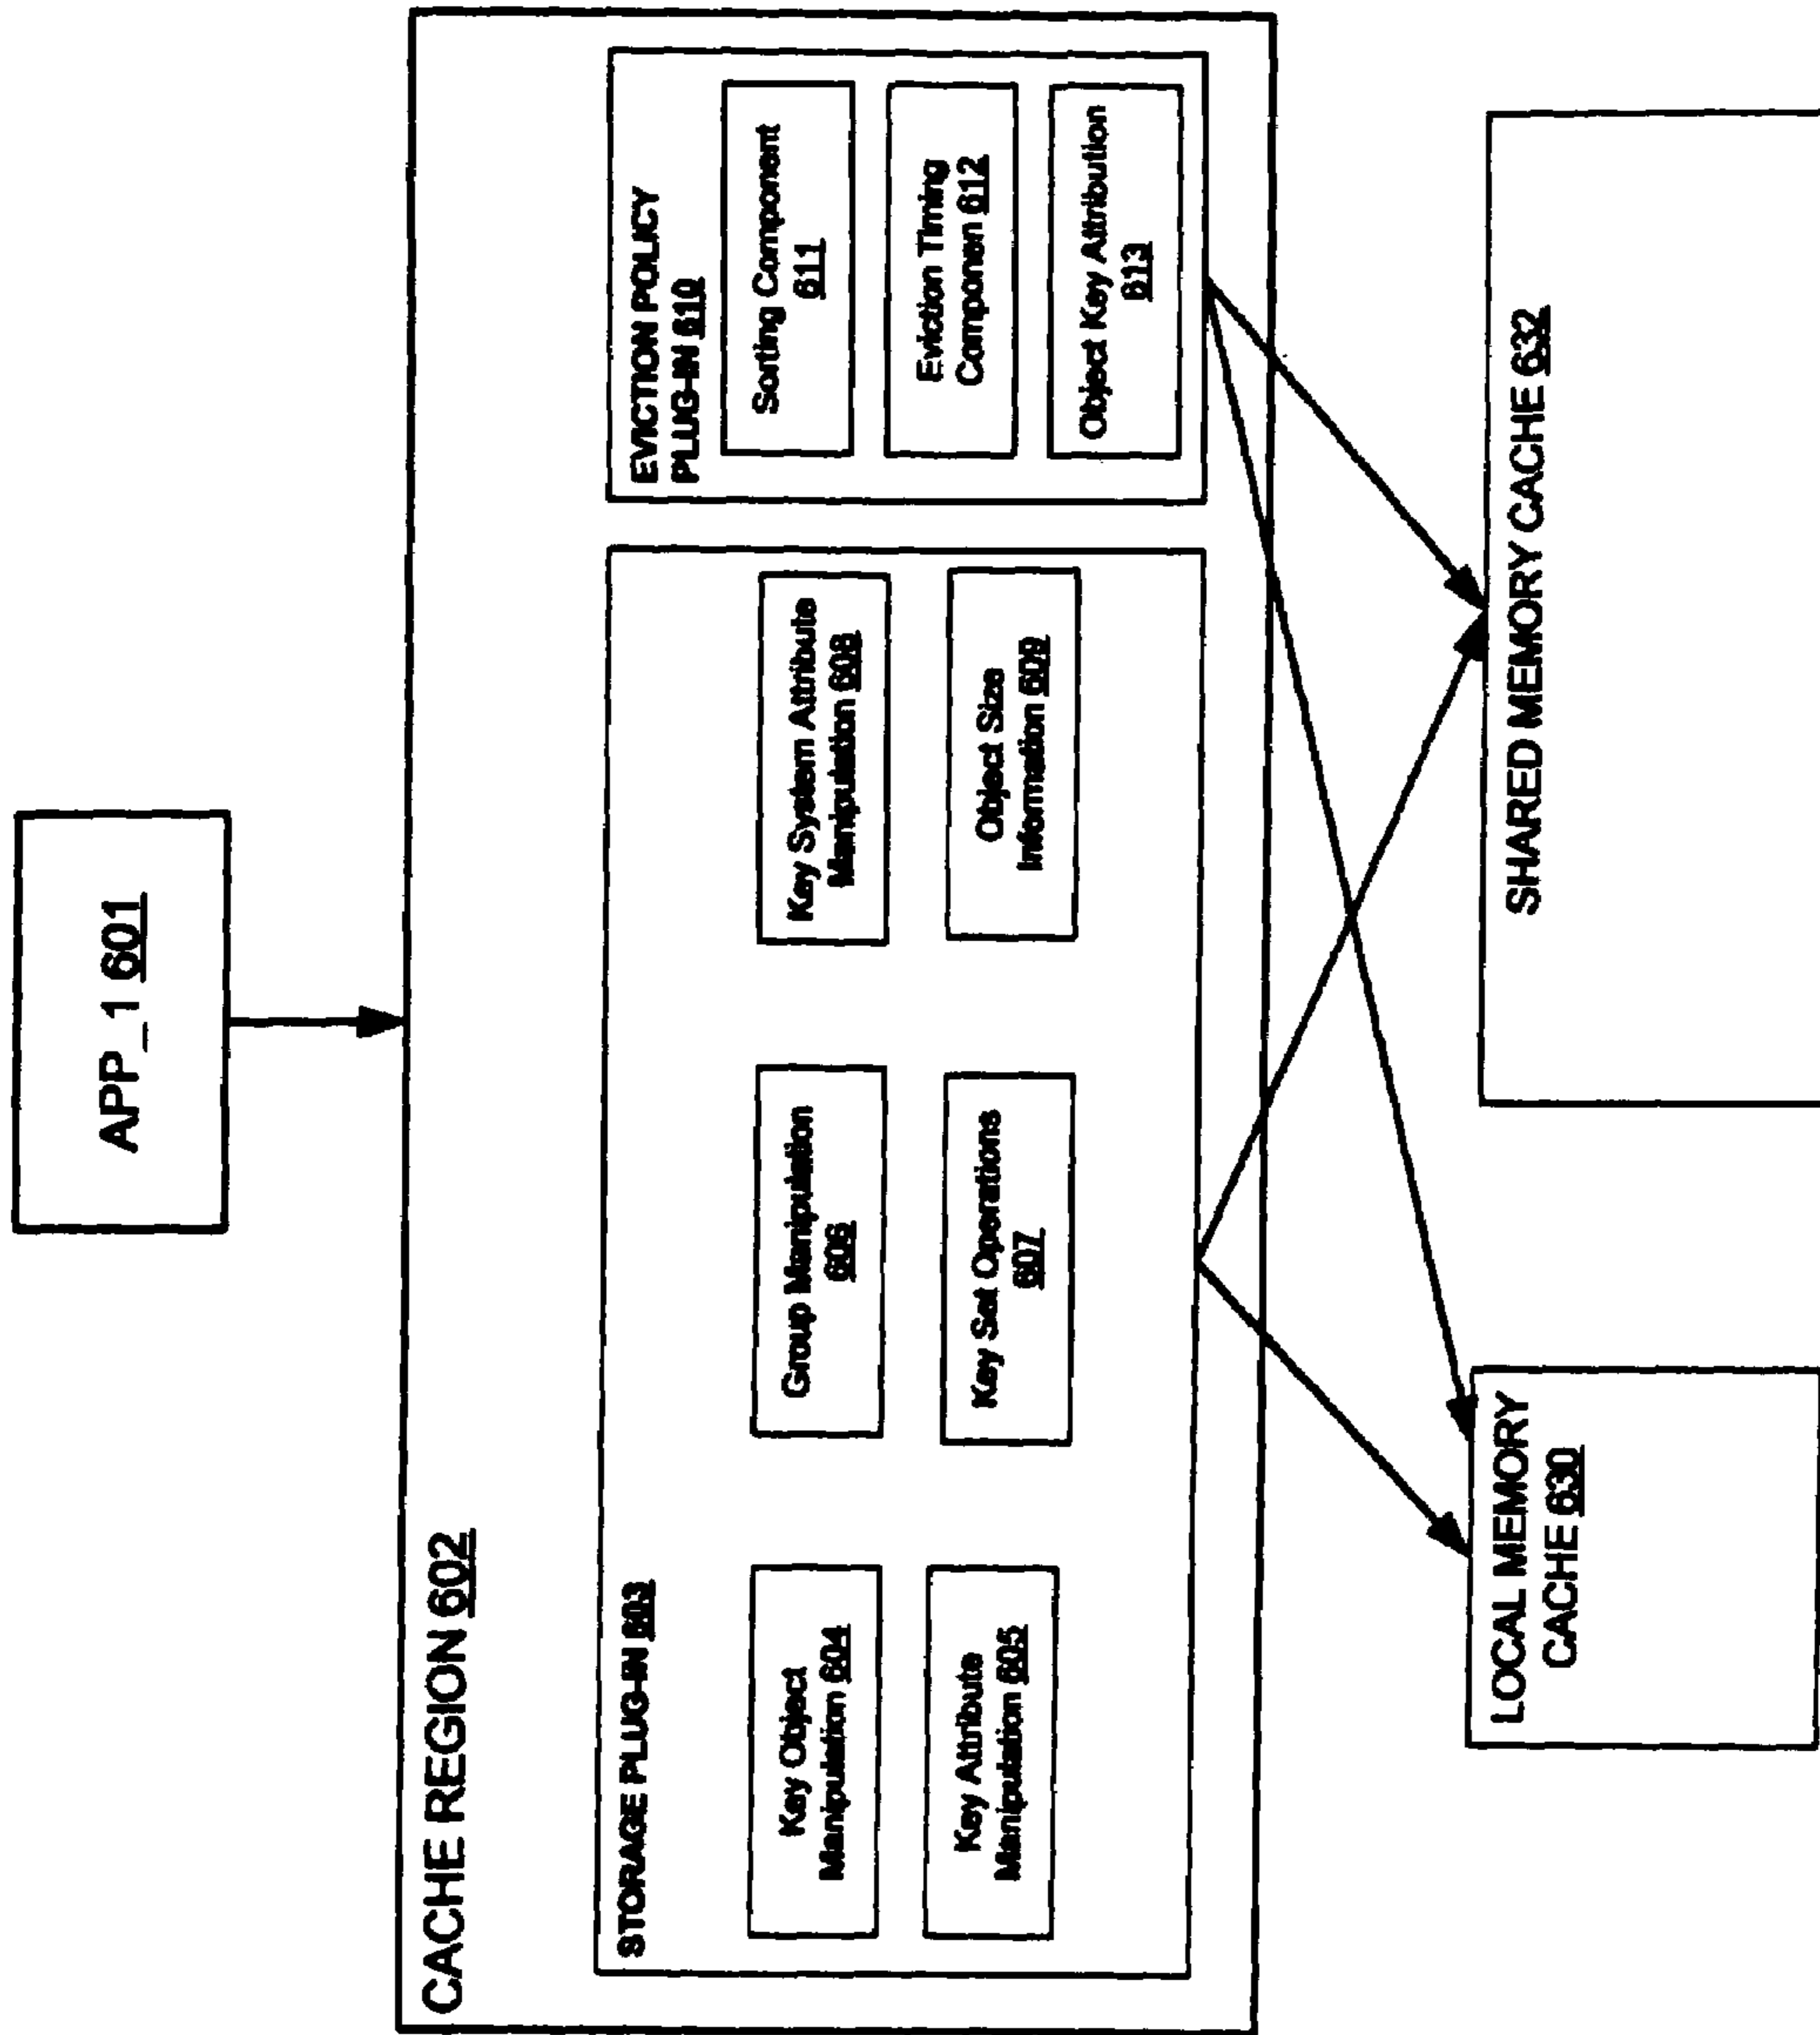 APP_1 601
CACHE REGION 602
STORAGE PLUG-IN 603
Key Object
Manipulation 604
Key Attribute
Manipulation 605
Group Manipulation
606
Key Set Operations
607
Key System Attribute
Manipulation 608
Object Size
Information 609
EVICTION POLICY
PLUG-IN 610
Sorting Component
611
Eviction Timing
Componen 612
Object Key Attribution
613
LOCAL MEMORY
CACHE 630
SHARED MEMORY CACHE 632